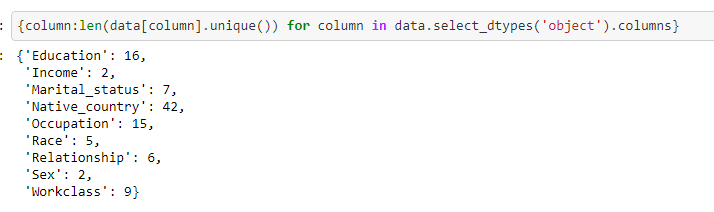 : {column:len(data[column].unique()) for column in data.select_dtypes('object').columns}
: {'Education': 16,
'Income': 2,
'Marital_status': 7,
'Native_country': 42,
'Occupation': 15,
'Race': 5,
'Relationship': 6,
'Sex': 2,
'Workclass': 9}